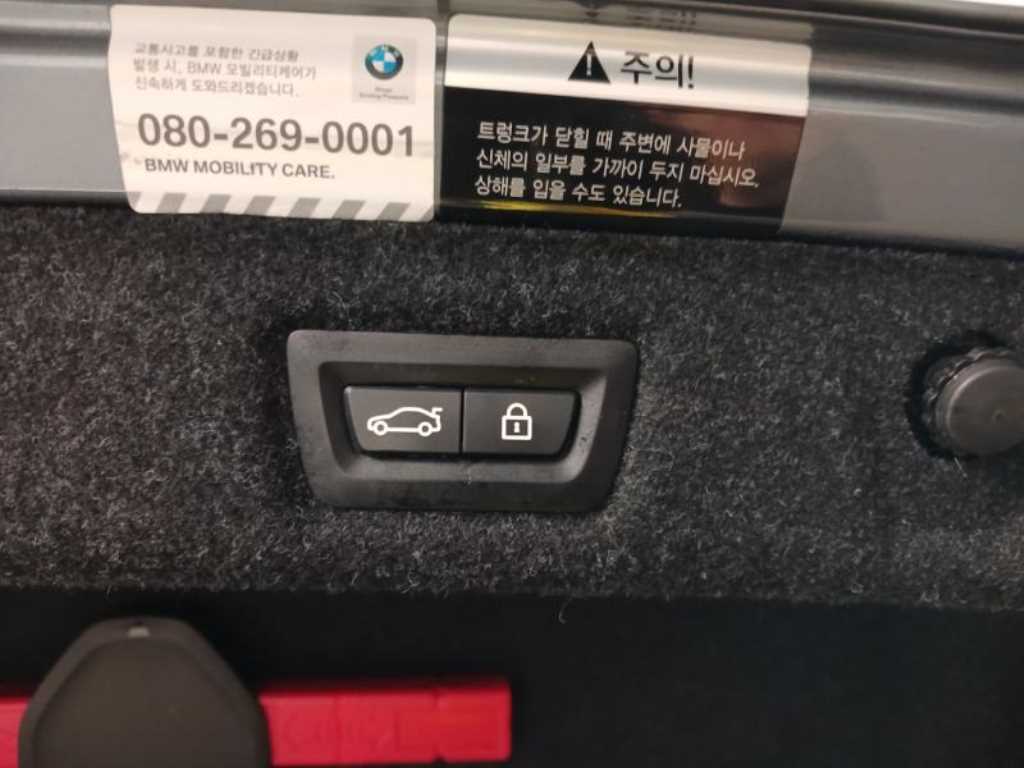 교통사고를 포함한 긴급상황
발생 시, BMW 모빌리티케어가
신속하게 도와드리겠습니다.
080-269-0001
BMW MOBILITY CARE.
주의!
트렁크가 닫힐 때 주변에 사물이나
신체의 일부를 가까이 두지 마십시오.
상해를 입을 수도 있습니다.